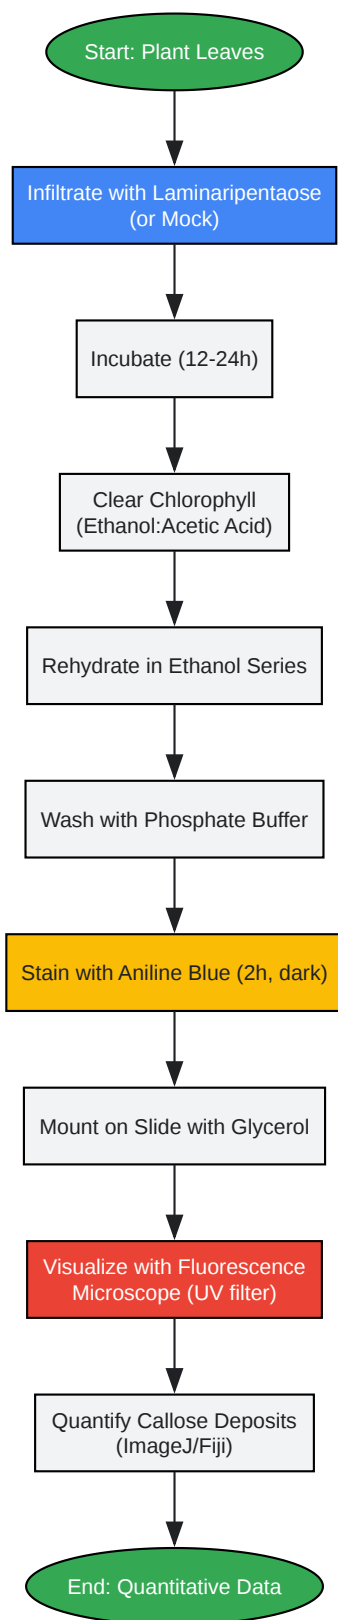 Start: Plant Leaves
Infiltrate with Laminaripentaose
(or Mock)
Incubate (12-24h)
Clear Chlorophyll
(Ethanol:Acetic Acid)
Rehydrate in Ethanol Series
Wash with Phosphate Buffer
Stain with Aniline Blue (2h, dark)
Mount on Slide with Glycerol
Visualize with Fluorescence
Microscope (UV filter)
Quantify Callose Deposits
(ImageJ/Fiji)
End: Quantitative Data